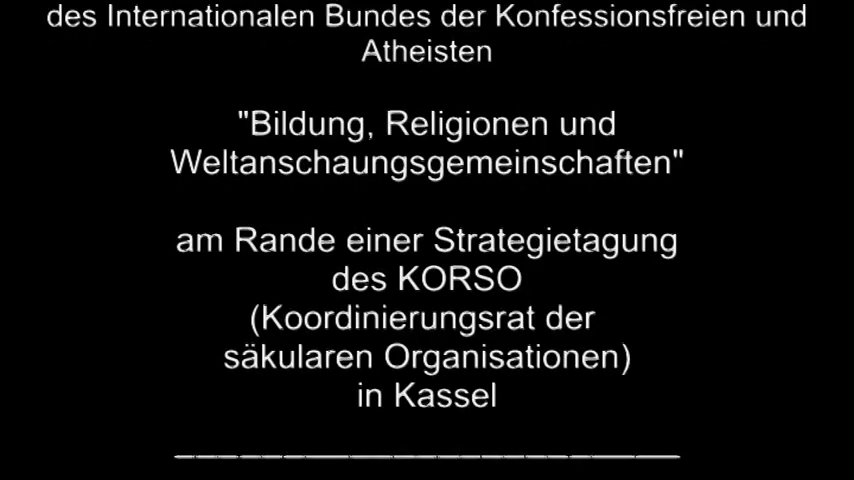 des Internationalen Bundes der Konfessionsfreien und
Atheisten
"Bildung, Religionen und
Weltanschaungsgemeinschaften"
am Rande einer Strategietagung
des KORSO
(Koordinierungsrat der
säkularen Organisationen)
in Kassel